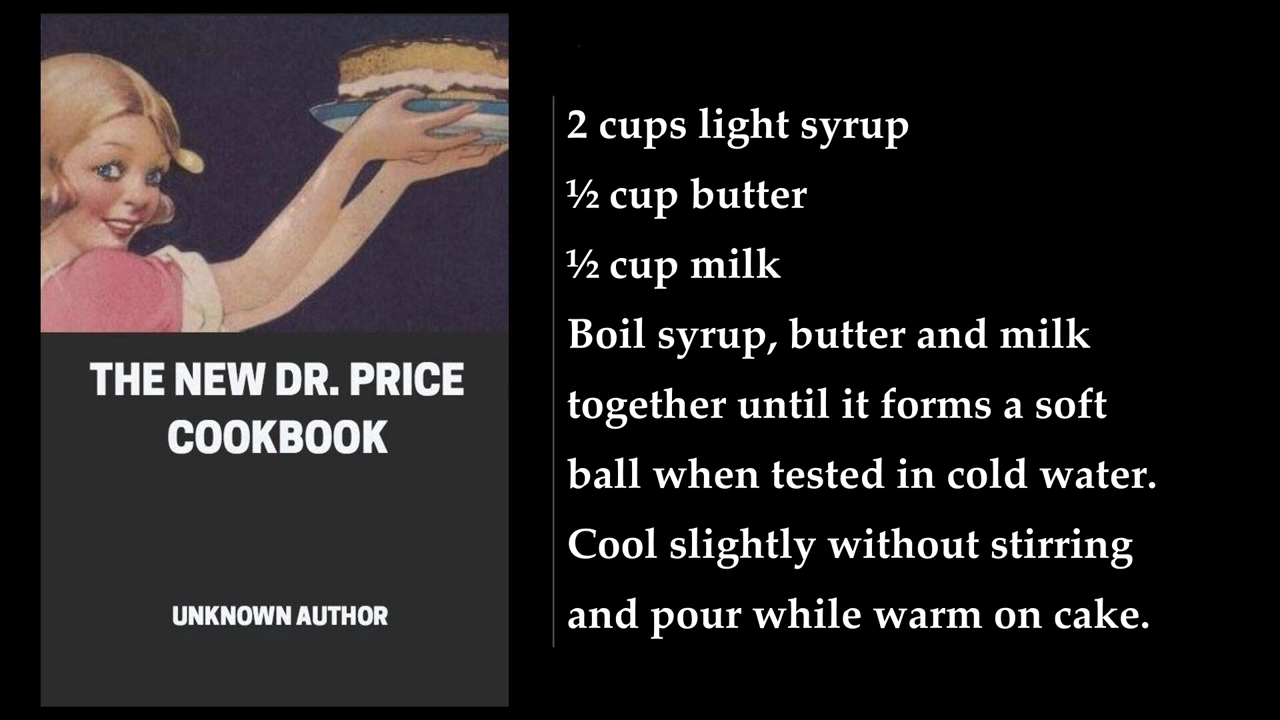 THE NEW DR. PRICE
COOKBOOK
UNKNOWN AUTHOR
2 cups light syrup
½ cup butter
½ cup milk
Boil syrup, butter and milk
together until it forms a soft
ball when tested in cold water.
Cool slightly without stirring
and pour while warm on cake.